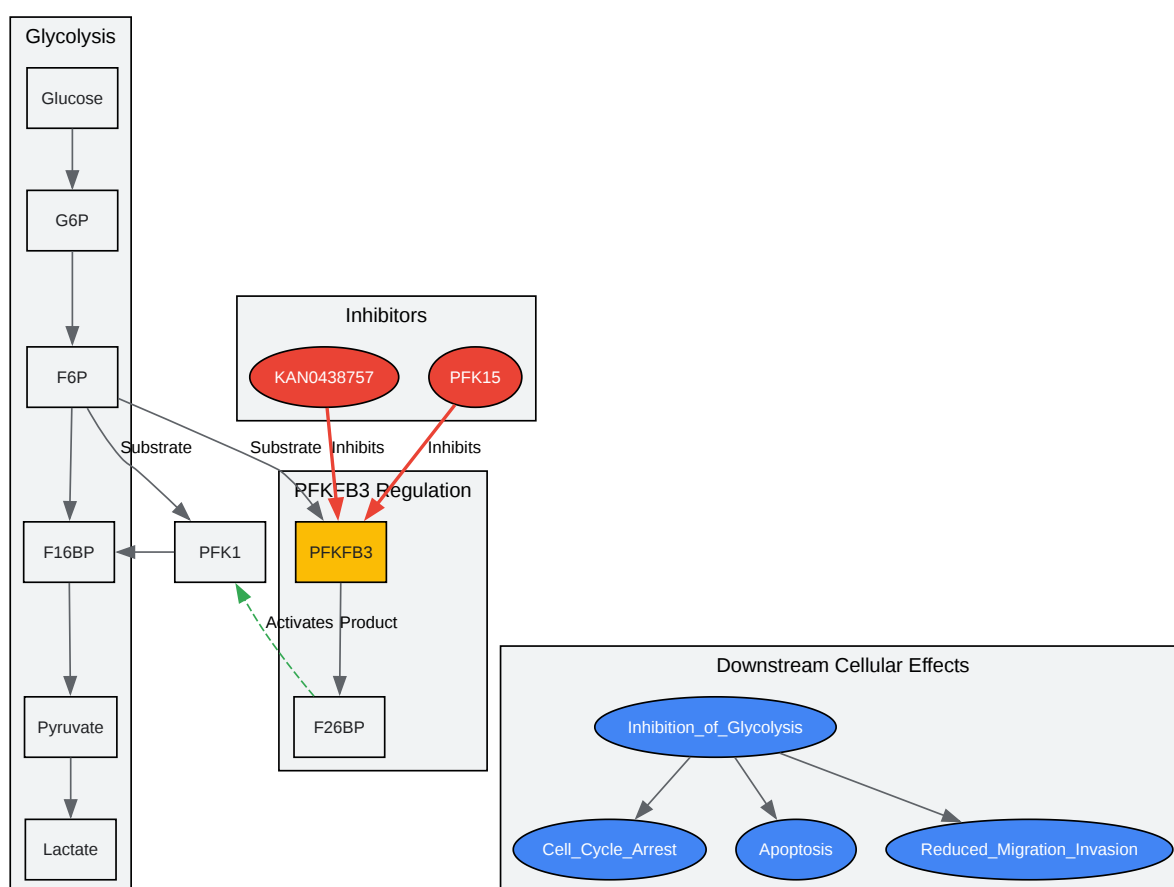 Glycolysis
Glucose
G6P
Inhibitors
F6P
KAN0438757
PFK15
Substrate
Substrate
Inhibits
Inhibits
PFKFB3 Regulation
F16BP
PFK1
PFKFB3
Activates
Product
Downstream Cellular Effects
Pyruvate
F26BP
Inhibition_of_Glycolysis
Lactate
Cell_Cycle_Arrest
Apoptosis
Reduced_Migration_Invasion